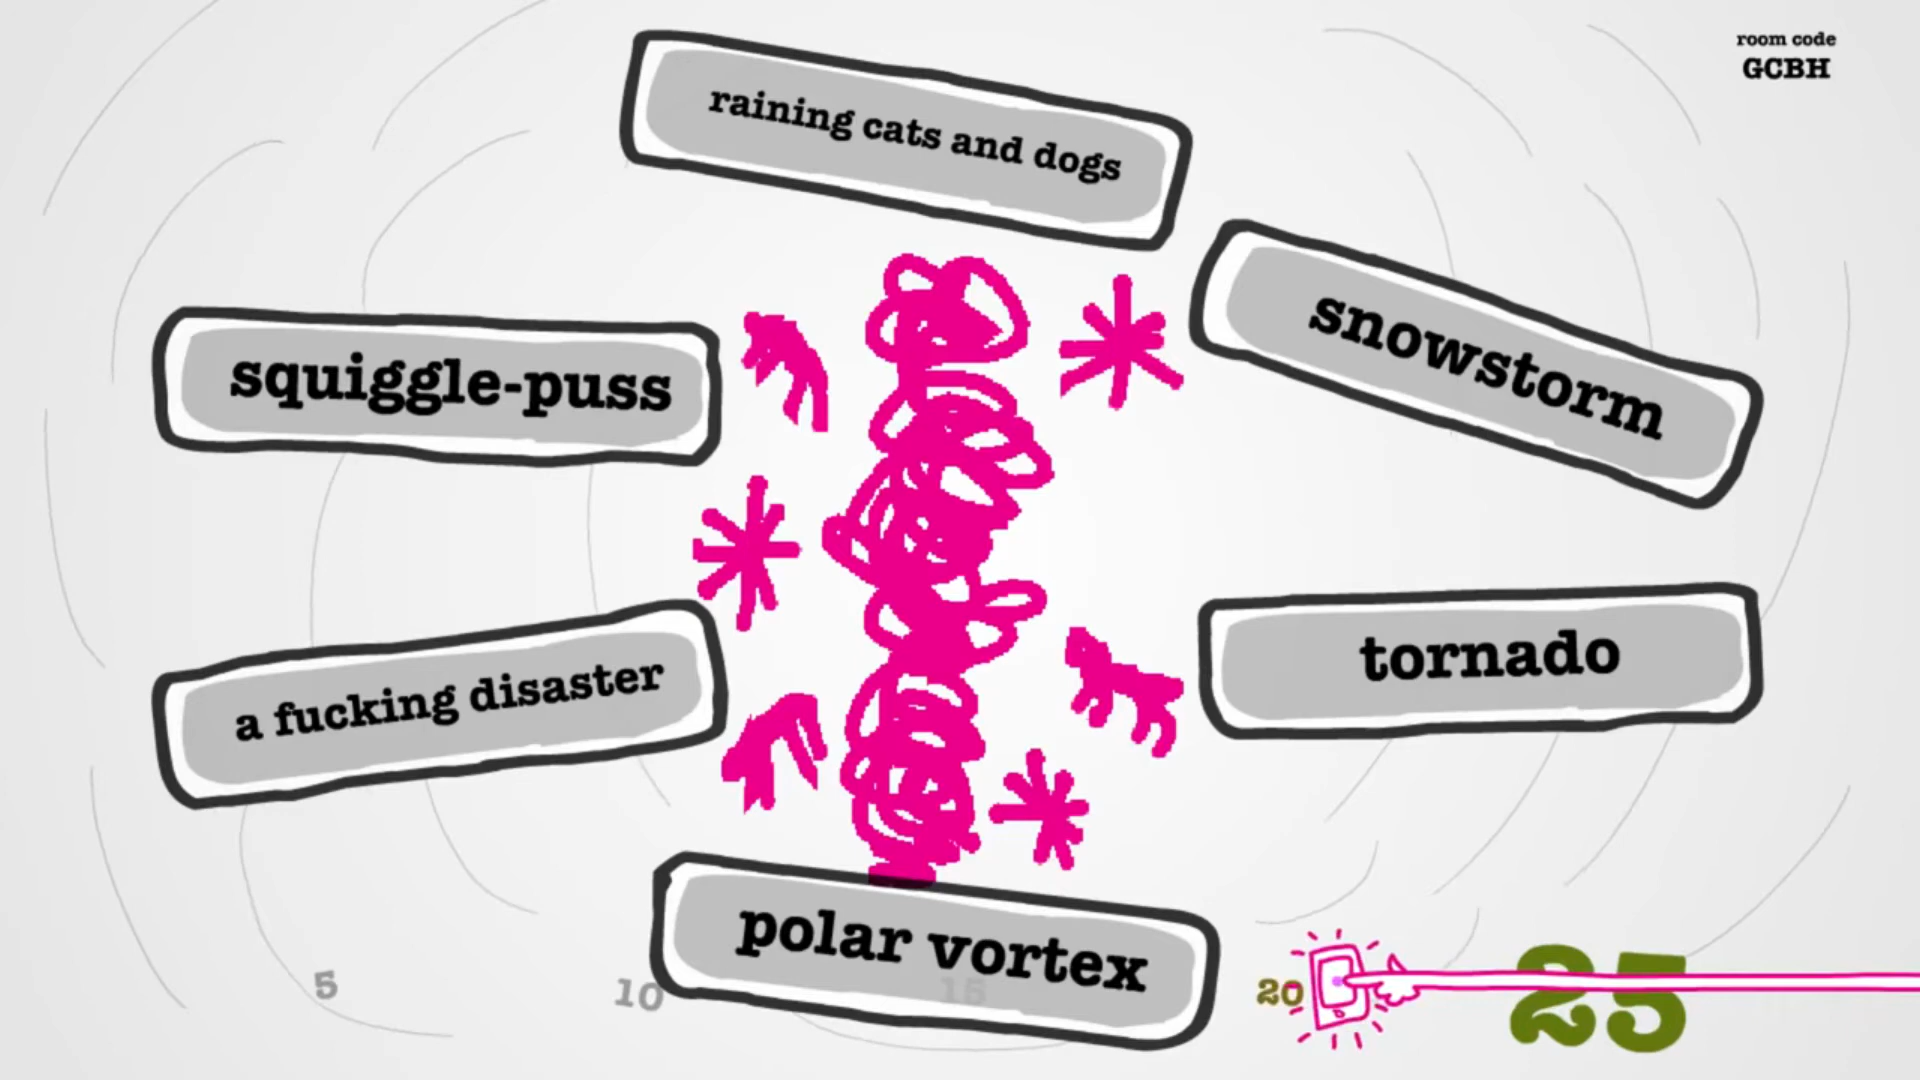 room code
GCBH
raining cats and dogs
snowstorm
squiggle-puss
a fucking disaster
tornado
polar vortex
5
10
15
20
25